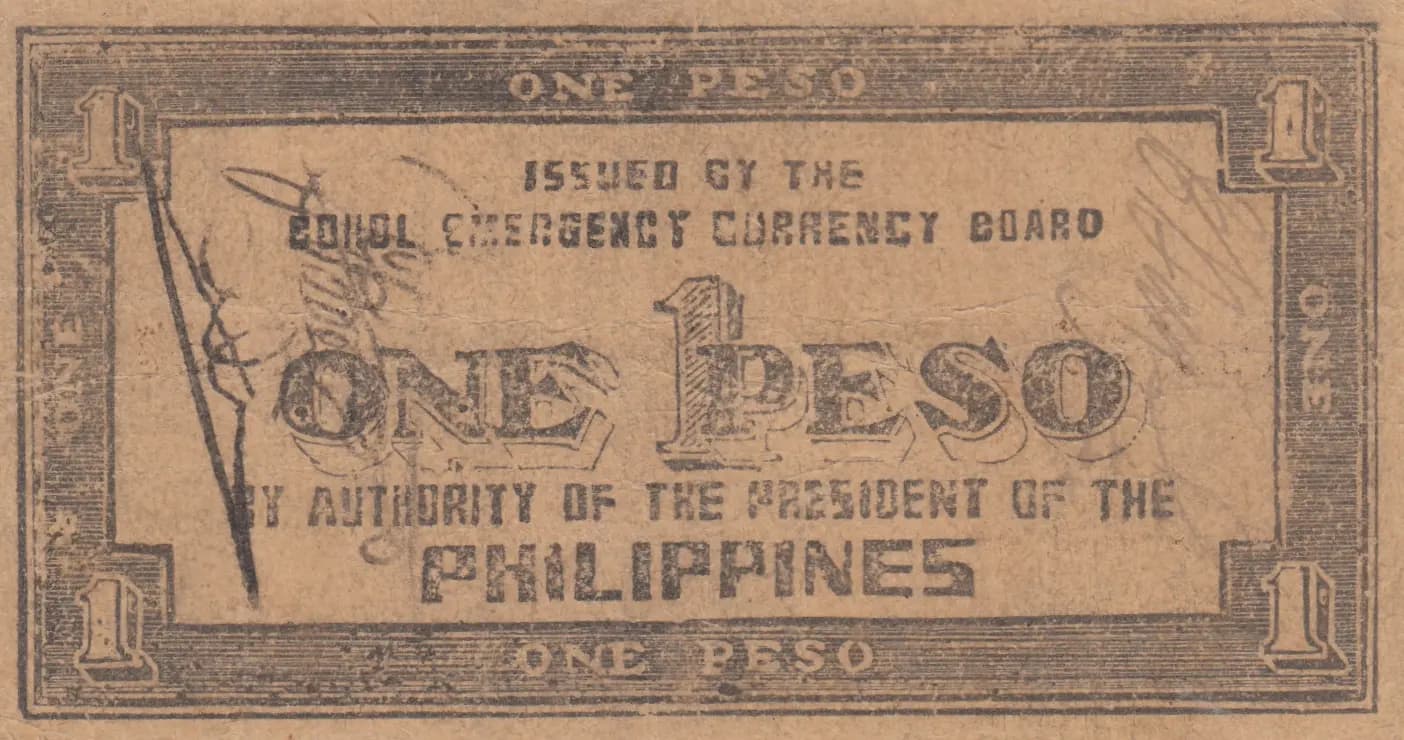 ONE PESO
1 1
ISSUED BY THE
BOHOL EMERGENCY CURRENCY BOARD
1
ONE PESO
ONE
ONE
BY AUTHORITY OF THE PRESIDENT OF THE
PHILIPPINES
1 1
ONE PESO